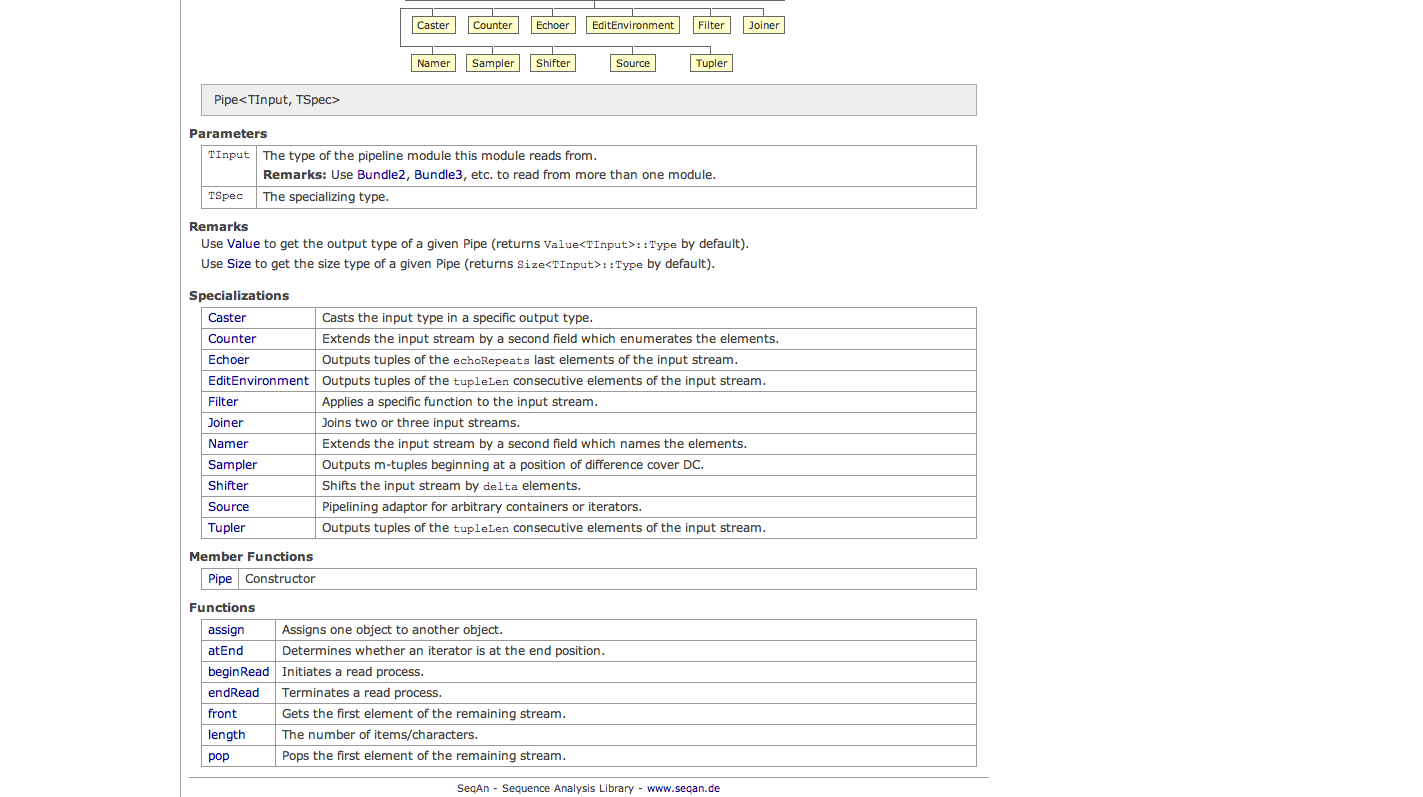 Caster Counter Echoer EditEnvironment Filter Joiner
Namer Sampler Shifter Source Tupler
Pipe<TInput, TSpec>
Parameters
TInput The type of the pipeline module this module reads from.
Remarks: Use Bundle2, Bundle3, etc. to read from more than one module.
TSpec The specializing type.
Remarks
Use Value to get the output type of a given Pipe (returns Value<TInput>::Type by default).
Use Size to get the size type of a given Pipe (returns Size<TInput>::Type by default).
Specializations
Caster Casts the input type in a specific output type.
Counter Extends the input stream by a second field which enumerates the elements.
Echoer Outputs tuples of the echoRepeats last elements of the input stream.
EditEnvironment Outputs tuples of the tupleLen consecutive elements of the input stream.
Filter Applies a specific function to the input stream.
Joiner Joins two or three input streams.
Namer Extends the input stream by a second field which names the elements.
Sampler Outputs m-tuples beginning at a position of difference cover DC.
Shifter Shifts the input stream by delta elements.
Source Pipelining adaptor for arbitrary containers or iterators.
Tupler Outputs tuples of the tupleLen consecutive elements of the input stream.
Member Functions
Pipe Constructor
Functions
assign Assigns one object to another object.
atEnd Determines whether an iterator is at the end position.
beginRead Initiates a read process.
endRead Terminates a read process.
front Gets the first element of the remaining stream.
length The number of items/characters.
pop Pops the first element of the remaining stream.
SeqAn - Sequence Analysis Library - www.seqan.de